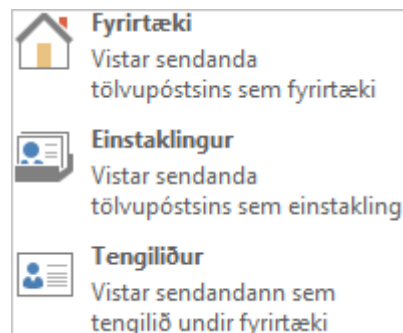 Fyrirtæki
Vistar sendanda
tölvupóstsins sem fyrirtæki
Einstaklingur
Vistar sendanda
tölvupóstsins sem einstakling
Tengiliður
Vistar sendandann sem
tengilið undir fyrirtæki